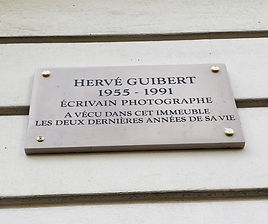 HERVÉ GUIBERT
1955 - 1991
ÉCRIVAIN PHOTOGRAPHE
A VÉCU DANS CET IMMEUBLE
LES DEUX DERNIÈRES ANNÉES DE SA VIE